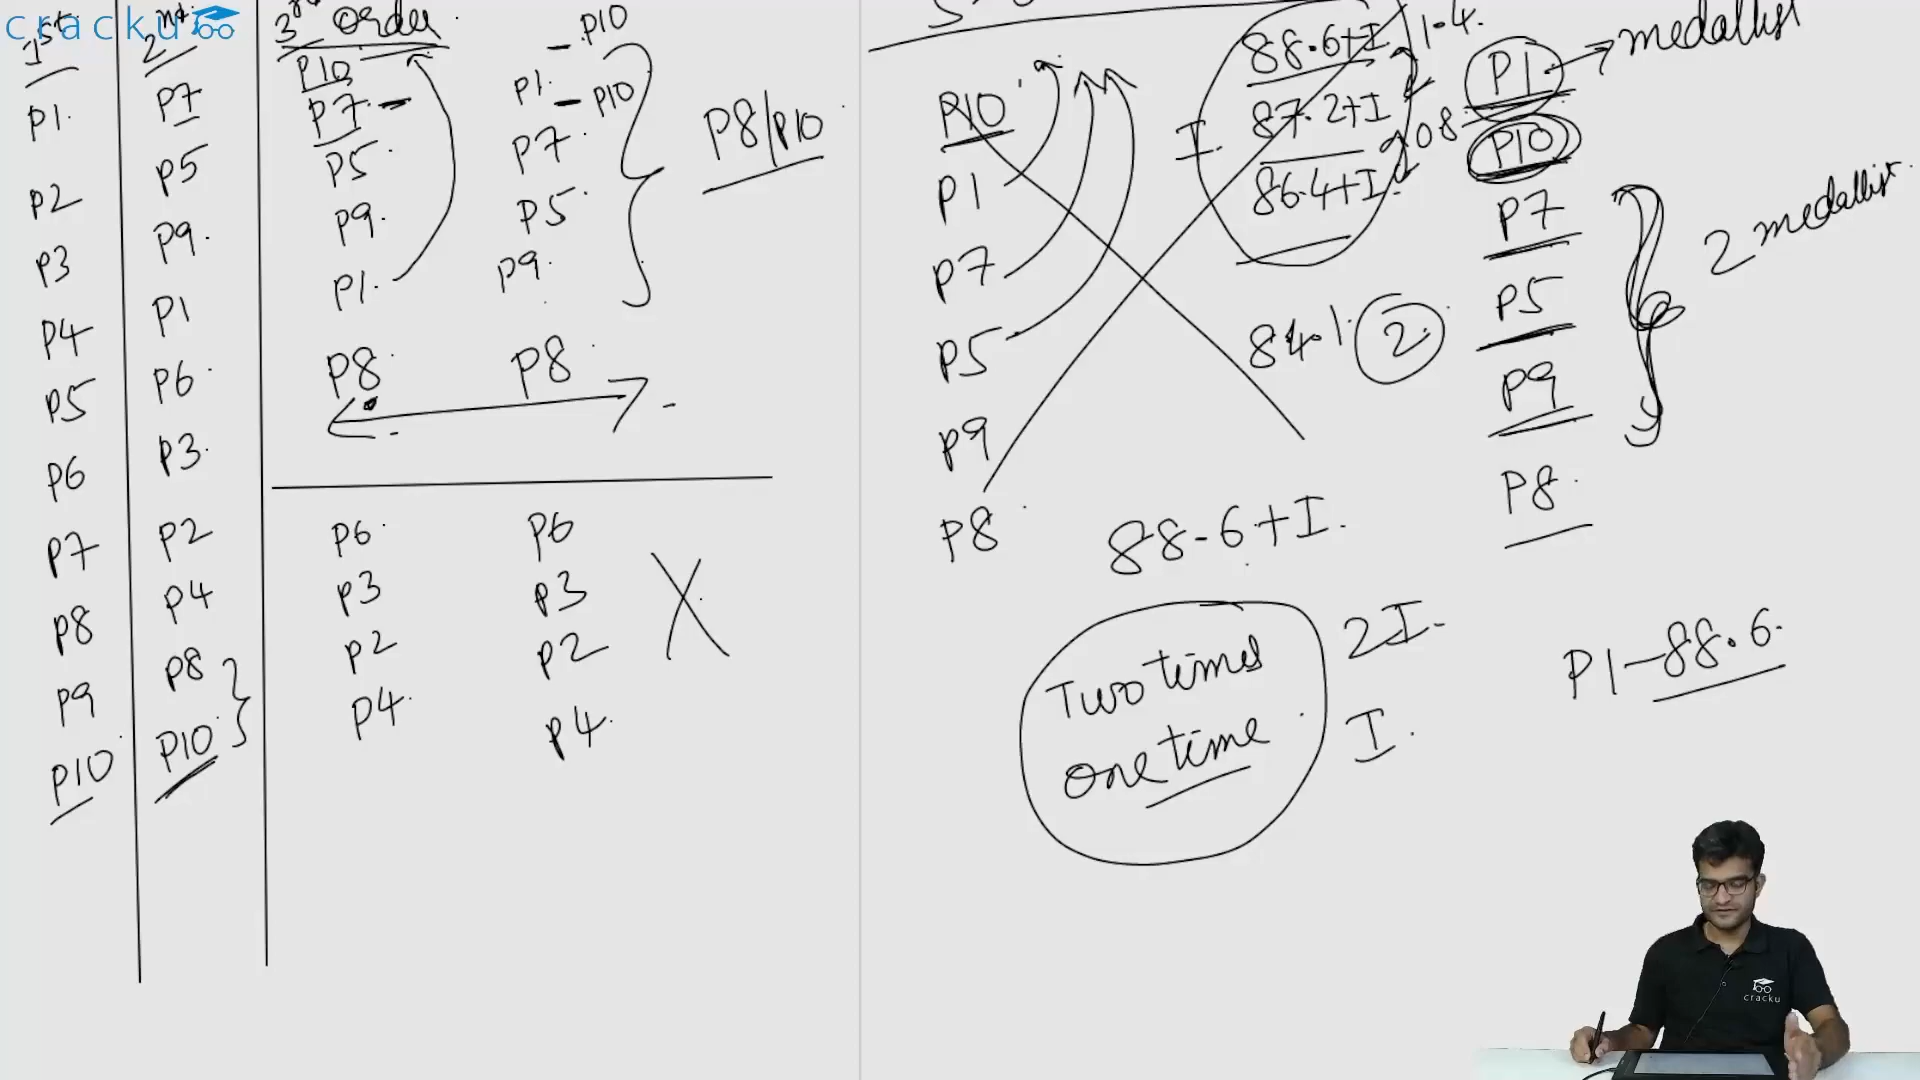 cracku
1st
P1.
P2
P3
P4
P5
P6
P7
P8
P9
P10
2nd
P7
P5
P9.
P1
P6.
P3.
P2
P4
P8
P10
3rd order
P10
P7.
P5
P9.
P1.
P8
P6
P3
P2
P4.
- P10
P1.
- P10
P7.
P5
P9.
P8
P6
P3
P2
P4.
X
P8/P10
P10
P1
P7
P5
P9
P8
I.
88.6+I
87.2+I
86.4+I
1.4.
0.8
84.1. 2.
88.6+I.
Two times 2I.
one time I.
P1 → medallist
P10
P7
P5
P9
P8.
2 medallist.
P1-88.6.
cracku